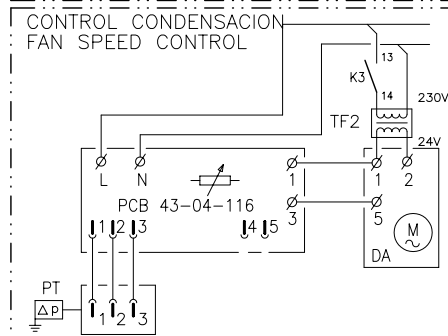 CONTROL CONDENSACION
FAN SPEED CONTROL
13
K3
14
230V
TF2
24V
L N
1
1 2
PCB 43-04-116
3
5
1 2 3
4 5
M
DA
PT
Δp
1 2 3